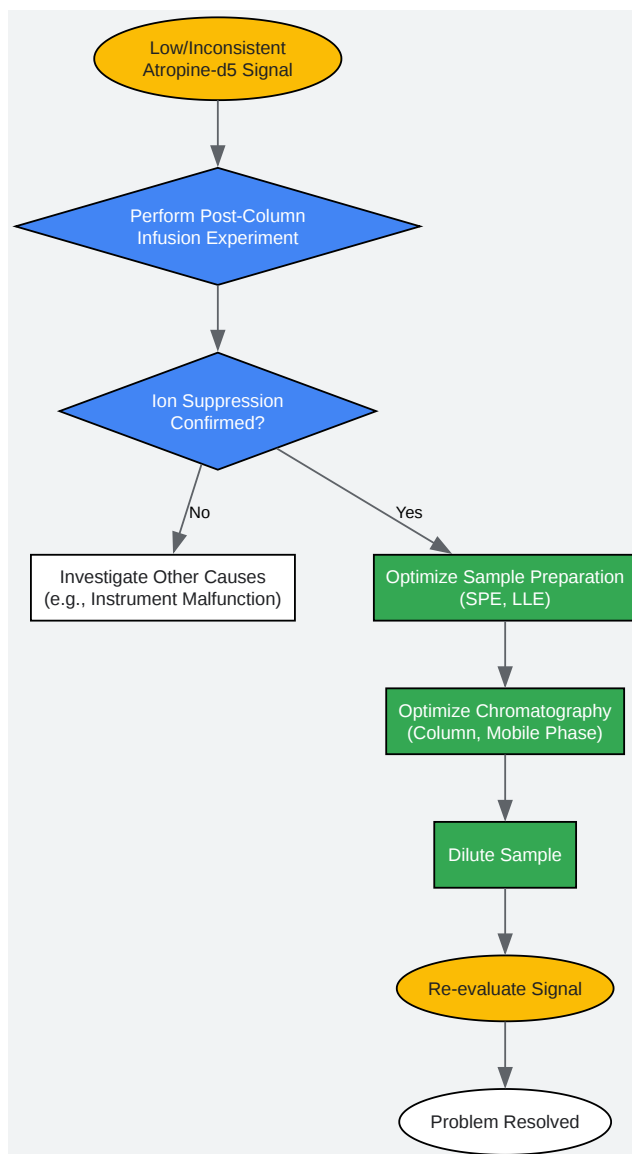 Low/Inconsistent
Atropine-d5 Signal
Perform Post-Column
Infusion Experiment
Ion Suppression
Confirmed?
No
Yes
Investigate Other Causes
(e.g., Instrument Malfunction)
Optimize Sample Preparation
(SPE, LLE)
Optimize Chromatography
(Column, Mobile Phase)
Dilute Sample
Re-evaluate Signal
Problem Resolved